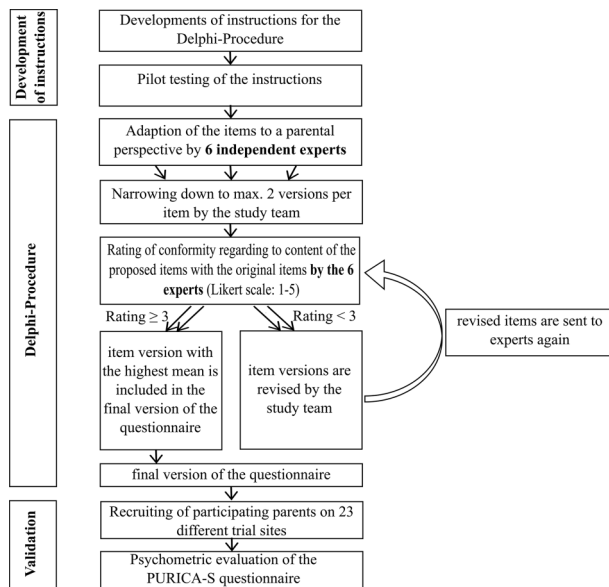 Development
of instructions
Developments of instructions for the
Delphi-Procedure
Pilot testing of the instructions
Delphi-Procedure
Adaption of the items to a parental
perspective by 6 independent experts
Narrowing down to max. 2 versions per
item by the study team
Rating of conformity regarding to content of the
proposed items with the original items by the 6
experts (Likert scale: 1-5)
Rating ≥ 3
Rating < 3
item version with
the highest mean is
included in the
final version of the
questionnaire
item versions are
revised by the
study team
revised items are sent to
experts again
final version of the questionnaire
Validation
Recruiting of participating parents on 23
different trial sites
Psychometric evaluation of the
PURICA-S questionnaire